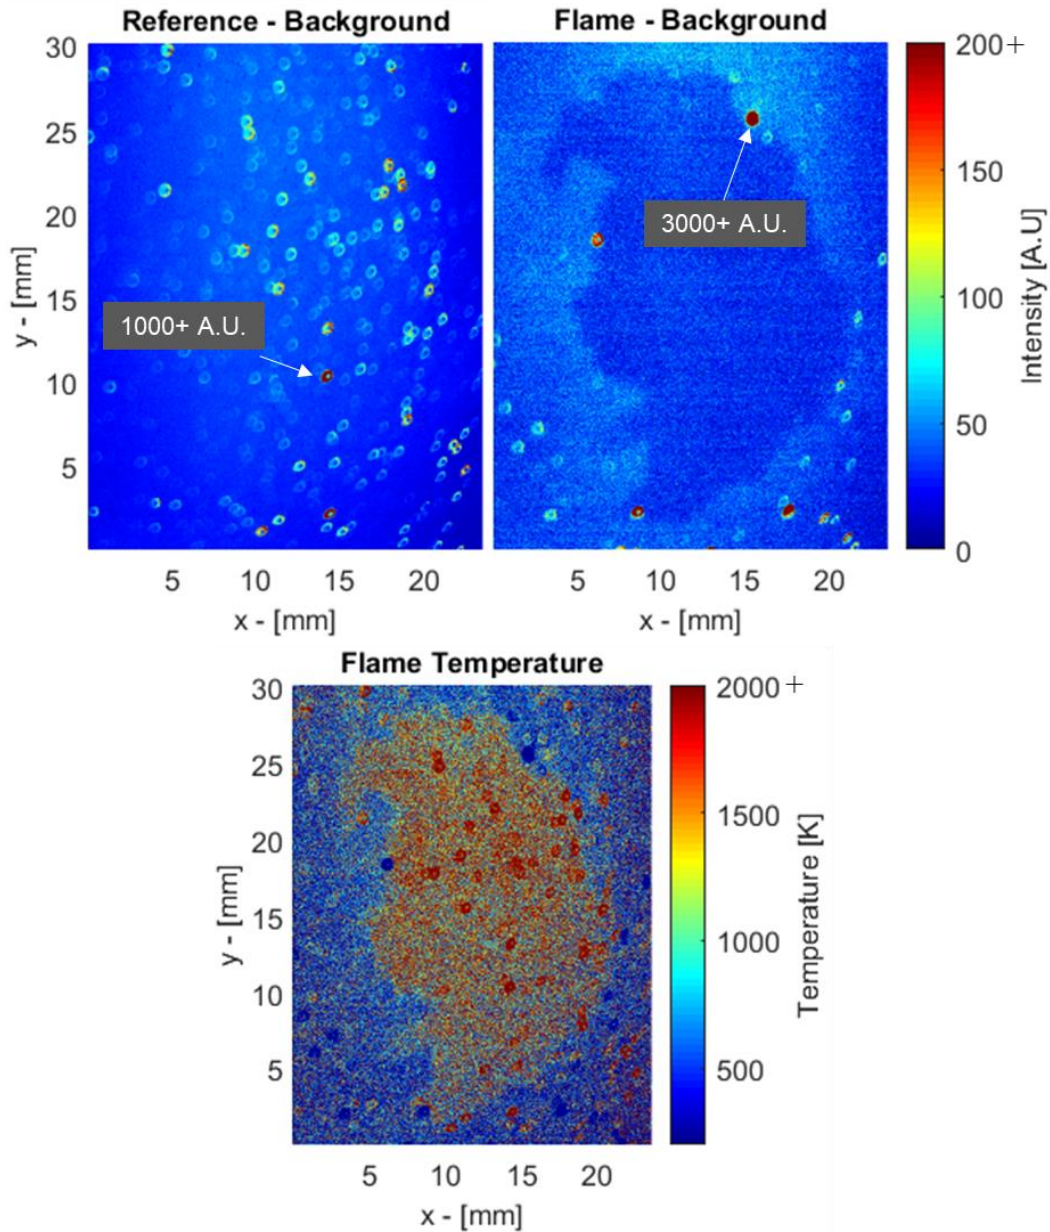 Reference - Background
Flame - Background
30
25
20
15
10
5
y - [mm]
5 10 15 20
x - [mm]
1000+ A.U.
3000+ A.U.
5 10 15 20
x - [mm]
200+
150
100
50
0
Intensity [A.U]
Flame Temperature
30
25
20
15
10
5
y - [mm]
5 10 15 20
x - [mm]
2000+
1500
1000
500
Temperature [K]